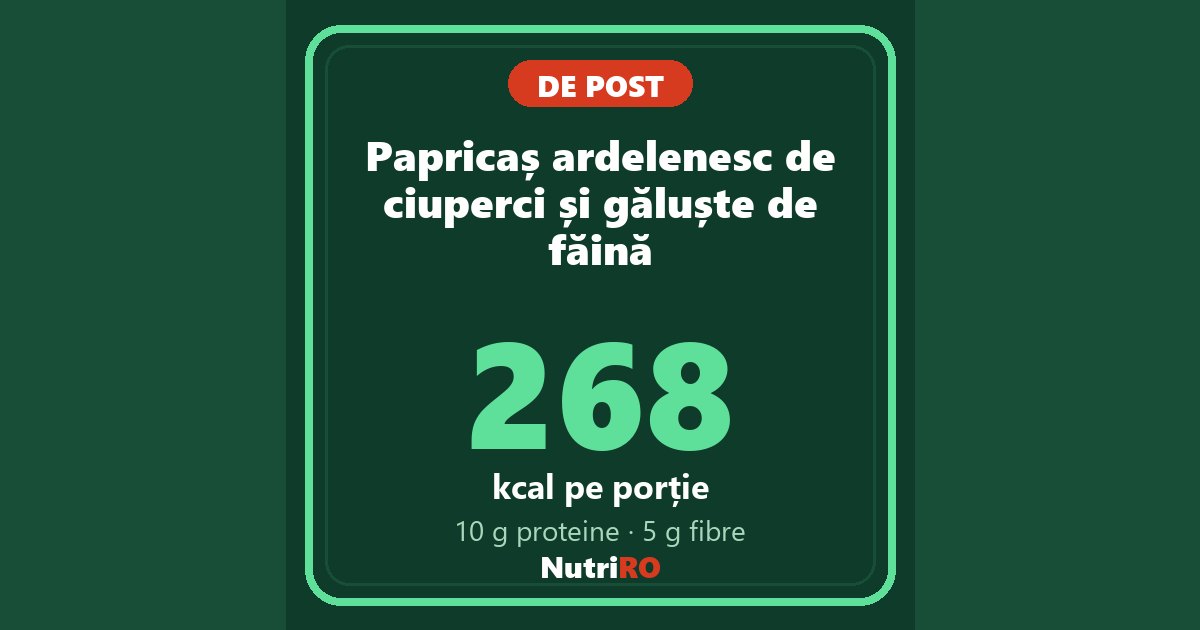 DE POST
Papricaș ardelenesc de
ciuperci și găluște de
făină
268
kcal pe porție
10 g proteine · 5 g fibre
NutriRO